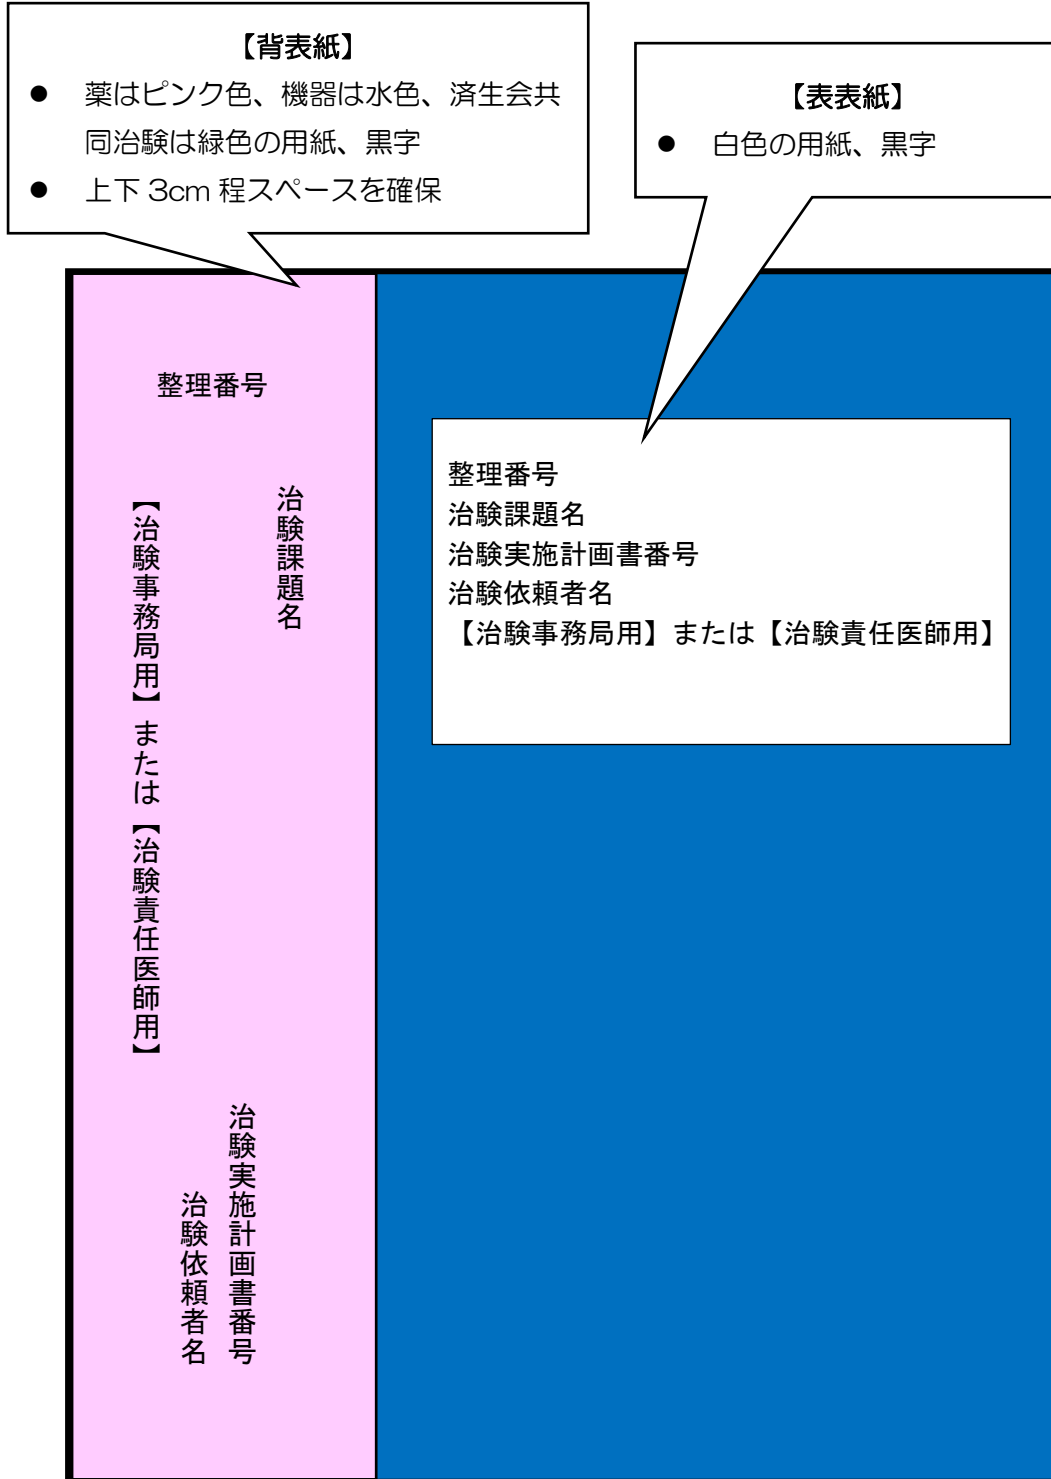 【背表紙】
● 薬はピンク色、機器は水色、済生会共
同治験は緑色の用紙、黒字
● 上下 3cm 程スペースを確保
【表表紙】
● 白色の用紙、黒字
整理番号
治験課題名
【治験事務局用】または【治験責任医師用】
治験実施計画書番号
治験依頼者名
整理番号
治験課題名
治験実施計画書番号
治験依頼者名
【治験事務局用】または【治験責任医師用】